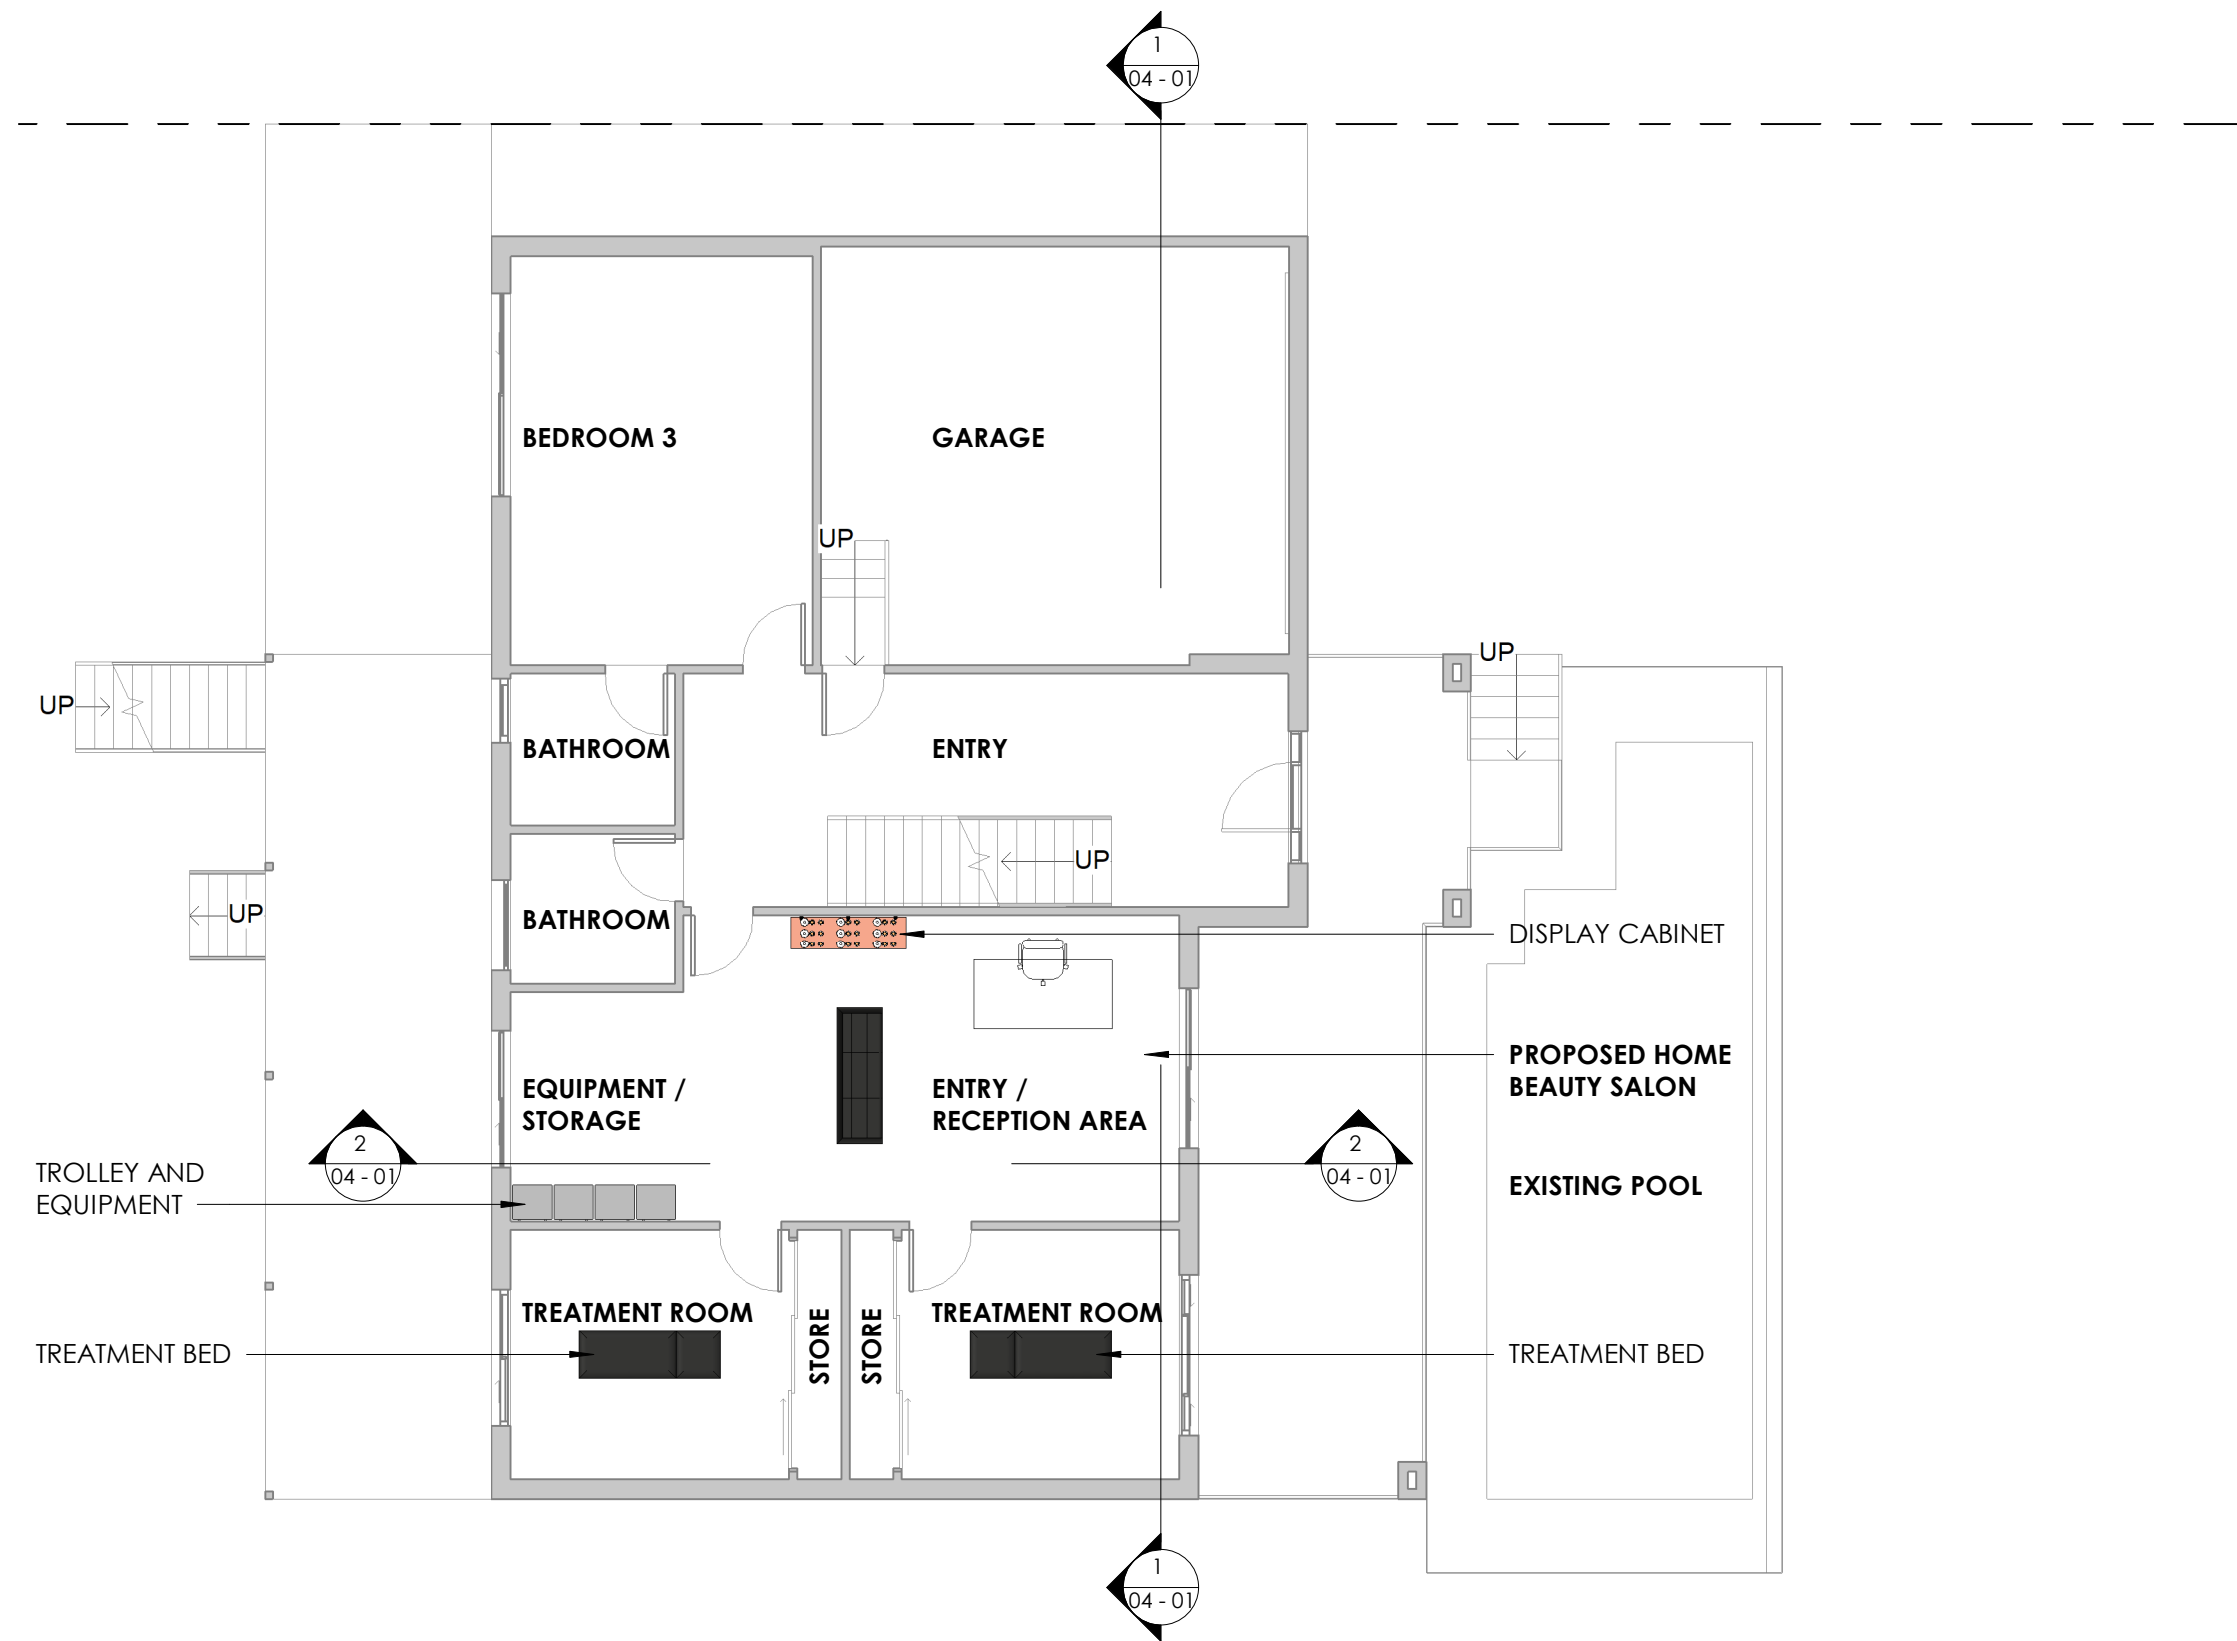 1
04 - 01
BEDROOM 3
GARAGE
UP
UP
UP
BATHROOM
ENTRY
UP
UP
BATHROOM
DISPLAY CABINET
PROPOSED HOME
BEAUTY SALON
EQUIPMENT /
STORAGE
ENTRY /
RECEPTION AREA
2
04 - 01
2
04 - 01
TROLLEY AND
EQUIPMENT
EXISTING POOL
TREATMENT ROOM
STORE
STORE
TREATMENT ROOM
TREATMENT BED
TREATMENT BED
1
04 - 01